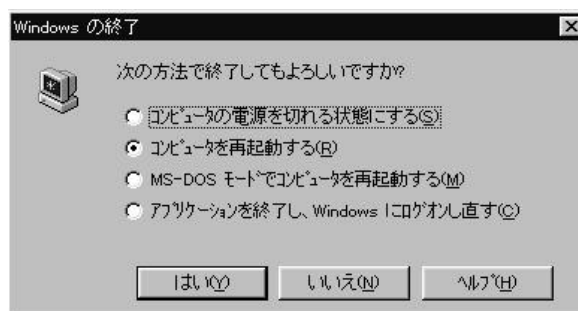 Windows の終了
次の方法で終了してもよろしいですか?
ｺﾝﾋﾟｭｰﾀの電源を切れる状態にする(S)
ｺﾝﾋﾟｭｰﾀを再起動する(R)
MS-DOS ﾓｰﾄﾞでｺﾝﾋﾟｭｰﾀを再起動する(M)
ｱﾌﾟﾘｹｰｼｮﾝを終了し、Windows にﾛｸﾞｵﾝし直す(C)
はい(Y) いいえ(N) ﾍﾙﾌﾟ(H)